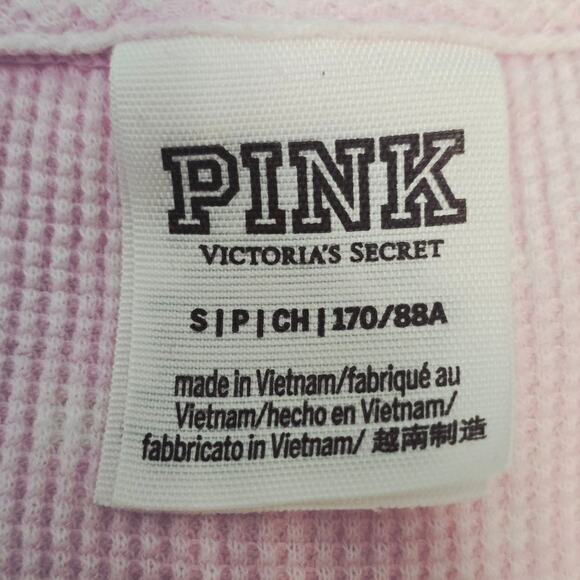 PINK
VICTORIA'S SECRET
S | P | CH | 170/88A
made in Vietnam/fabriqué au
Vietnam/hecho en Vietnam/
fabbricato in Vietnam/ 越南制造